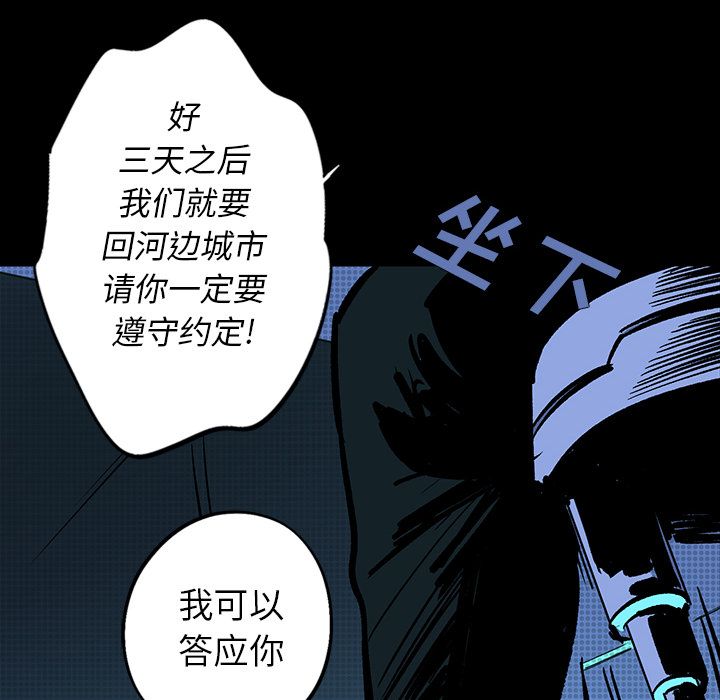 好
三天之后
我们就要
回河边城市
请你一定要
遵守约定!
坐下
我可以
答应你